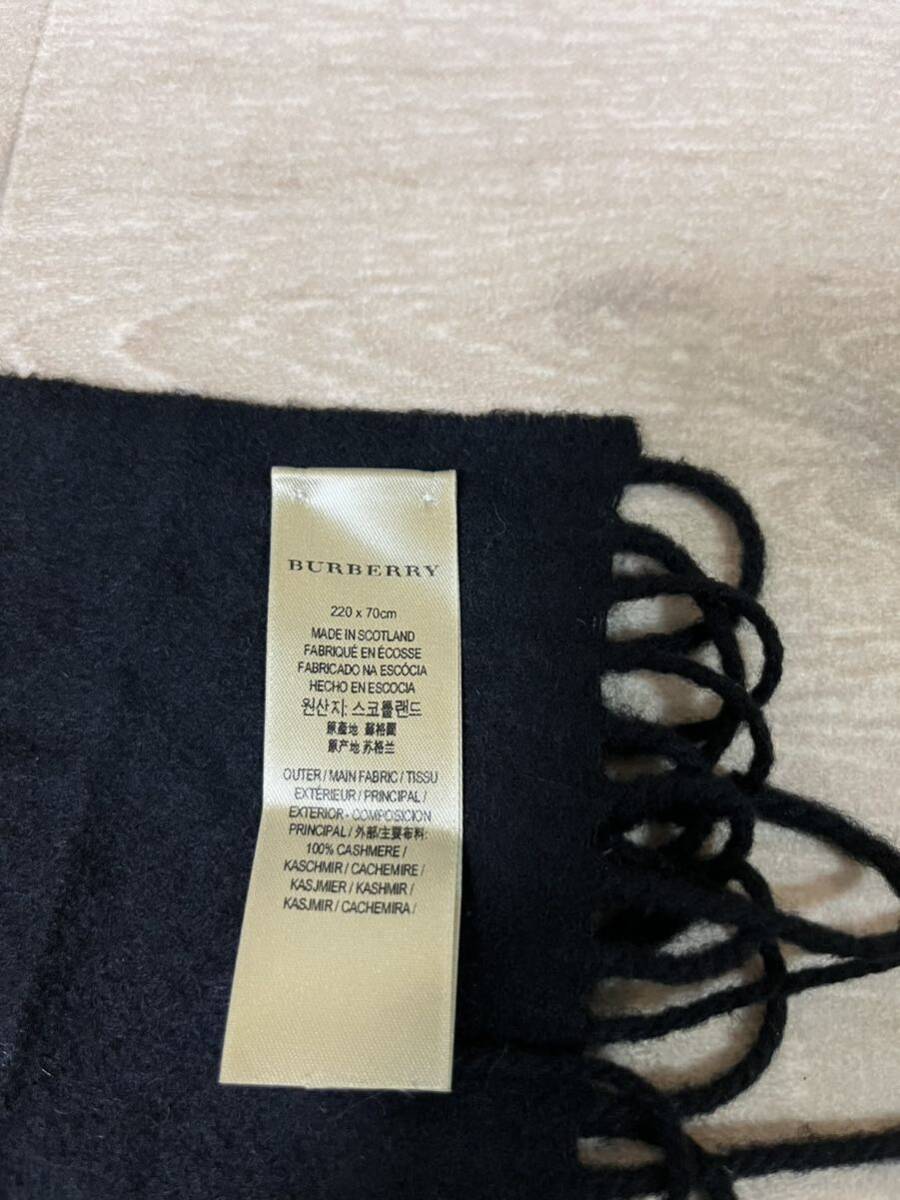 BURBERRY
220 x 70cm
MADE IN SCOTLAND
FABRIQUÉ EN ÉCOSSE
FABRICADO NA ESCÓCIA
HECHO EN ESCOCIA
원산지: 스코틀랜드
原產地 蘇格蘭
原产地 苏格兰
OUTER / MAIN FABRIC / TISSU
EXTÉRIEUR / PRINCIPAL /
EXTERIOR - COMPOSICION
PRINCIPAL / 外部/主要布料:
100% CASHMERE /
KASCHMIR / CACHEMIRE /
KASJMIER / KASHMIR /
KASJMIR / CACHEMIRA /